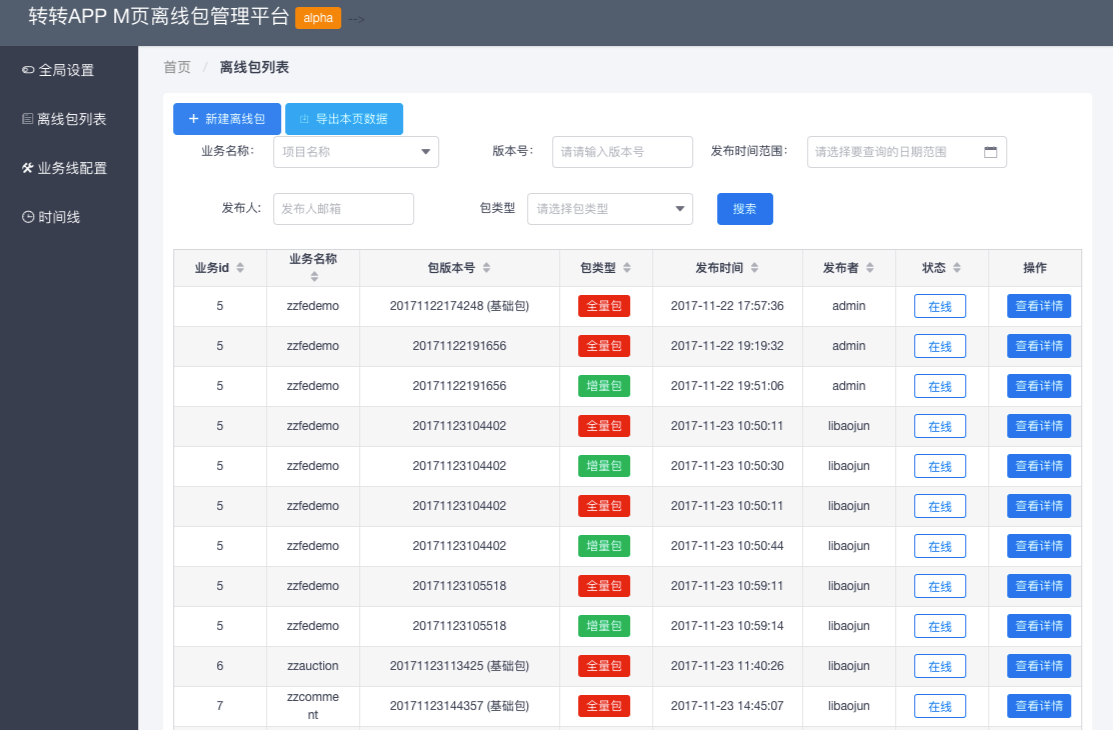 转转APP M页离线包管理平台 alpha -->
全局设置
离线包列表
业务线配置
时间线
首页 / 离线包列表
+ 新建离线包 导出本页数据
业务名称: 项目名称 版本号: 请请输入版本号 发布时间范围: 请选择要查询的日期范围
发布人: 发布人邮箱 包类型 请选择包类型 搜索
业务id 业务名称 包版本号 包类型 发布时间 发布者 状态 操作
5 zzfedemo 20171122174248 (基础包) 全量包 2017-11-22 17:57:36 admin 在线 查看详情
5 zzfedemo 20171122191656 全量包 2017-11-22 19:19:32 admin 在线 查看详情
5 zzfedemo 20171122191656 增量包 2017-11-22 19:51:06 admin 在线 查看详情
5 zzfedemo 20171123104402 全量包 2017-11-23 10:50:11 libaojun 在线 查看详情
5 zzfedemo 20171123104402 增量包 2017-11-23 10:50:30 libaojun 在线 查看详情
5 zzfedemo 20171123104402 全量包 2017-11-23 10:50:11 libaojun 在线 查看详情
5 zzfedemo 20171123104402 增量包 2017-11-23 10:50:44 libaojun 在线 查看详情
5 zzfedemo 20171123105518 全量包 2017-11-23 10:59:11 libaojun 在线 查看详情
5 zzfedemo 20171123105518 增量包 2017-11-23 10:59:14 libaojun 在线 查看详情
6 zzauction 20171123113425 (基础包) 全量包 2017-11-23 11:40:26 libaojun 在线 查看详情
7 zzcomme
nt 20171123144357 (基础包) 全量包 2017-11-23 14:45:07 libaojun 在线 查看详情